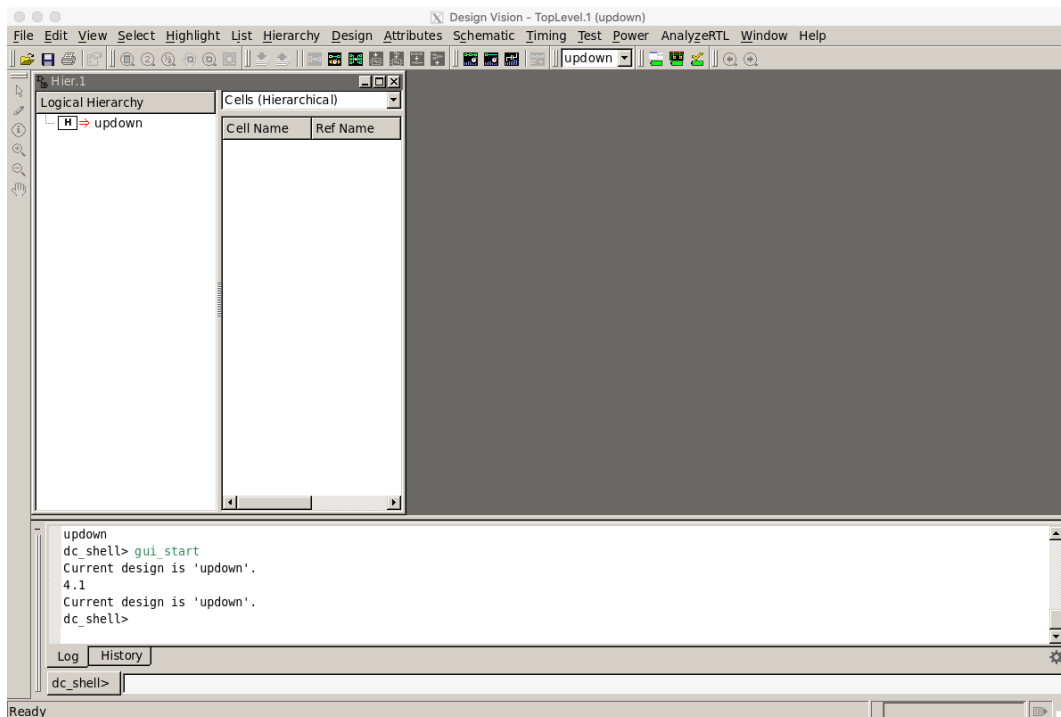 Design Vision - TopLevel.1 (updown)
File Edit View Select Highlight List Hierarchy Design Attributes Schematic Timing Test Power AnalyzeRTL Window Help
updown
Hier.1
Logical Hierarchy
Cells (Hierarchical)
H updown
Cell Name Ref Name
updown
dc_shell> gui_start
Current design is 'updown'.
4.1
Current design is 'updown'.
dc_shell>
Log History
dc_shell>
Ready